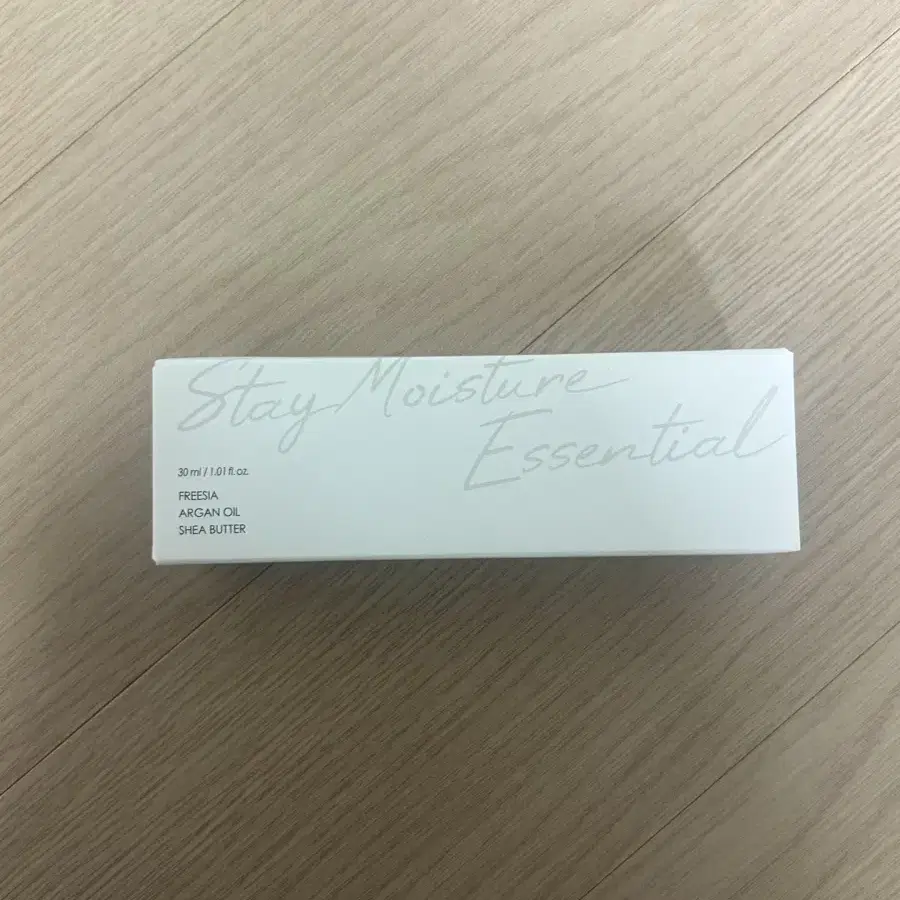 Stay Moisture
Essential
30 ml / 1.01 fl. oz.
FREESIA
ARGAN OIL
SHEA BUTTER